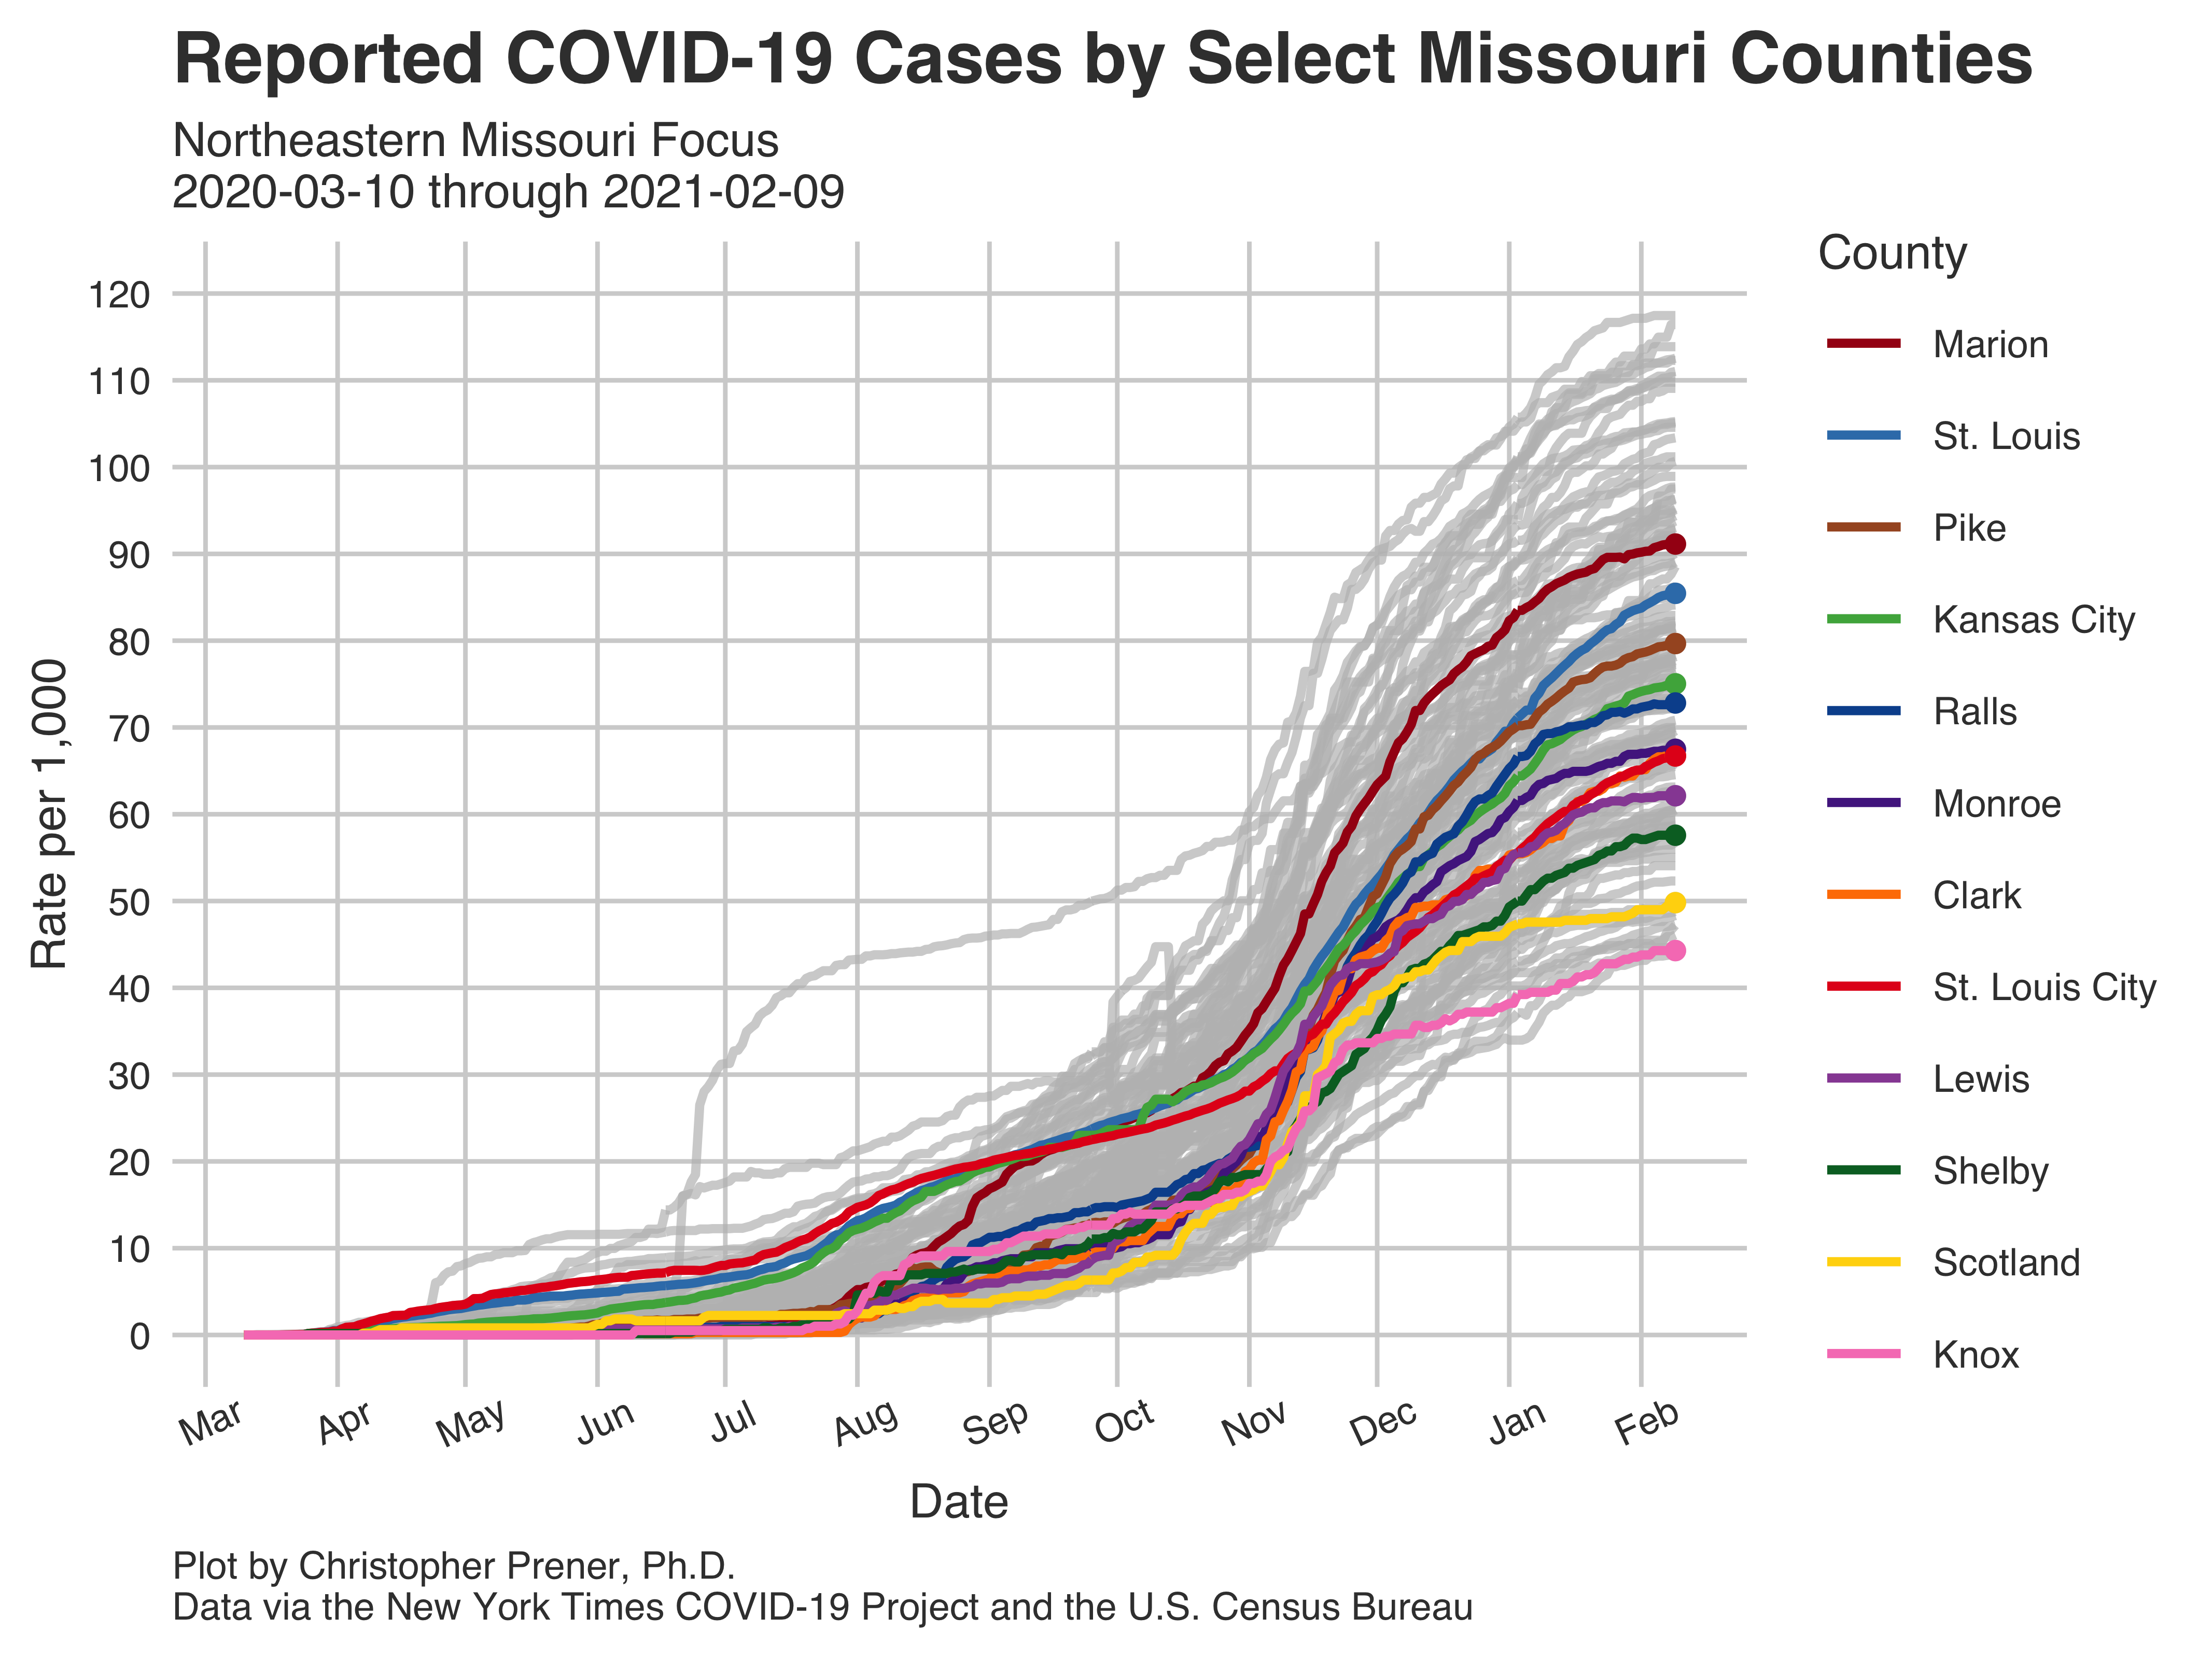 Reported COVID-19 Cases by Select Missouri Counties
Northeastern Missouri Focus
2020-03-10 through 2021-02-09
Rate per 1,000
120
110
100
90
80
70
60
50
40
30
20
10
0
Mar
Apr
May
Jun
Jul
Aug
Sep
Oct
Nov
Dec
Jan
Feb
Date
County
Marion
St. Louis
Pike
Kansas City
Ralls
Monroe
Clark
St. Louis City
Lewis
Shelby
Scotland
Knox
Plot by Christopher Prener, Ph.D.
Data via the New York Times COVID-19 Project and the U.S. Census Bureau